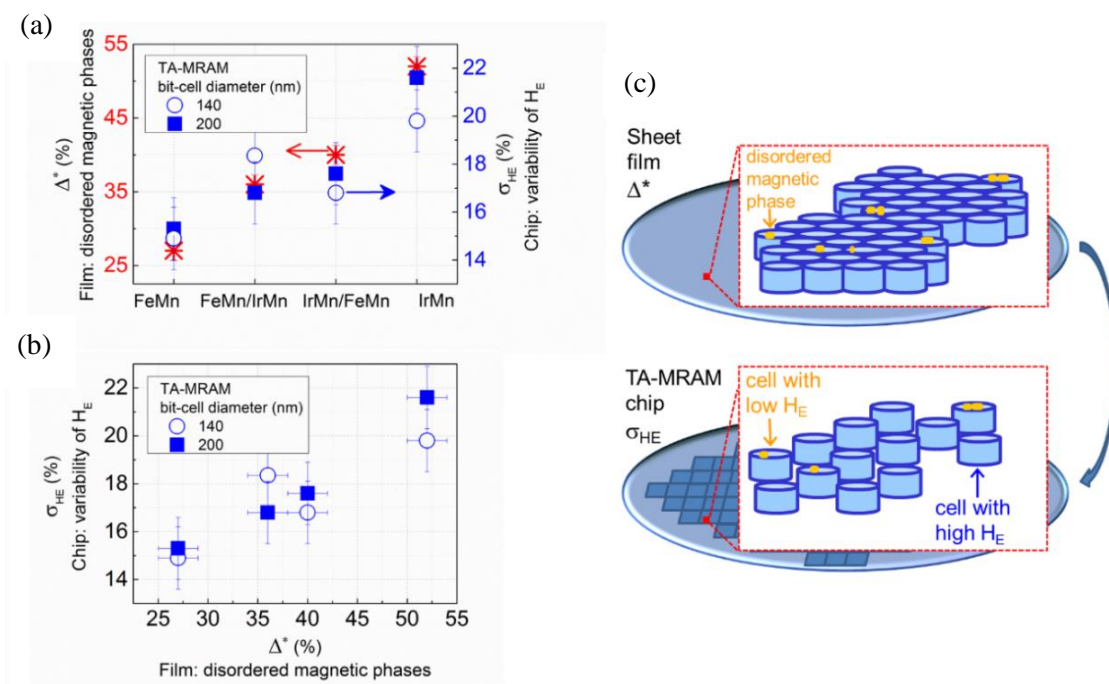 (a)
55
45
35
25
Δ* (%)
Film: disordered magnetic phases
TA-MRAM
bit-cell diameter (nm)
140
200
22
20
18
16
14
σHE (%)
Chip: variability of HE
FeMn
FeMn/IrMn
IrMn/FeMn
IrMn
(b)
22
20
18
16
14
σHE (%)
Chip: variability of HE
TA-MRAM
bit-cell diameter (nm)
140
200
25
30
35
40
45
50
55
Δ* (%)
Film: disordered magnetic phases
(c)
Sheet
film
Δ*
disordered
magnetic
phase
TA-MRAM
chip
σHE
cell with
low HE
cell with
high HE